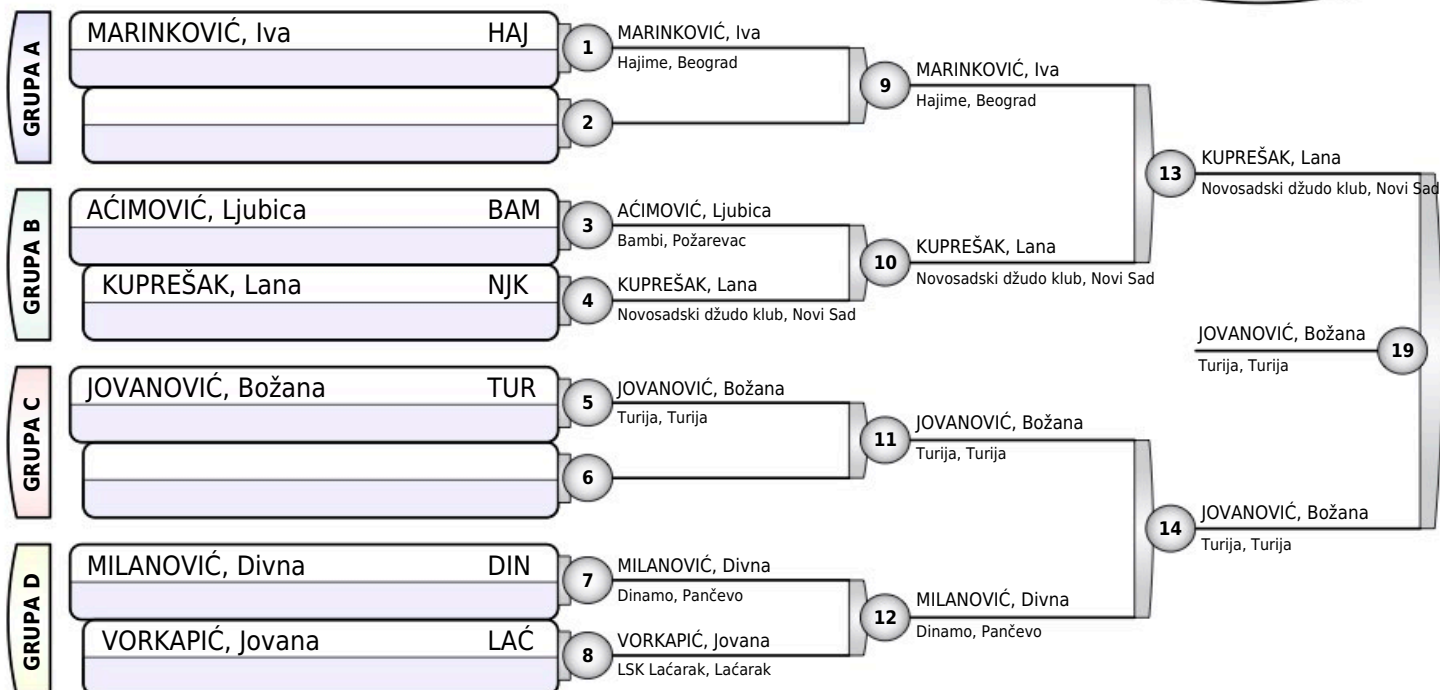 GRUPA A
MARINKOVIĆ, Iva HAJ
1
MARINKOVIĆ, Iva
Hajime, Beograd
2
9
MARINKOVIĆ, Iva
Hajime, Beograd
GRUPA B
AĆIMOVIĆ, Ljubica BAM
3
AĆIMOVIĆ, Ljubica
Bambi, Požarevac
KUPREŠAK, Lana NJK
4
KUPREŠAK, Lana
Novosadski džudo klub, Novi Sad
10
KUPREŠAK, Lana
Novosadski džudo klub, Novi Sad
13
KUPREŠAK, Lana
Novosadski džudo klub, Novi Sad
GRUPA C
JOVANOVIĆ, Božana TUR
5
JOVANOVIĆ, Božana
Turija, Turija
6
11
JOVANOVIĆ, Božana
Turija, Turija
GRUPA D
MILANOVIĆ, Divna DIN
7
MILANOVIĆ, Divna
Dinamo, Pančevo
VORKAPIĆ, Jovana LAĆ
8
VORKAPIĆ, Jovana
LSK Laćarak, Laćarak
12
MILANOVIĆ, Divna
Dinamo, Pančevo
14
JOVANOVIĆ, Božana
Turija, Turija
JOVANOVIĆ, Božana
Turija, Turija
19